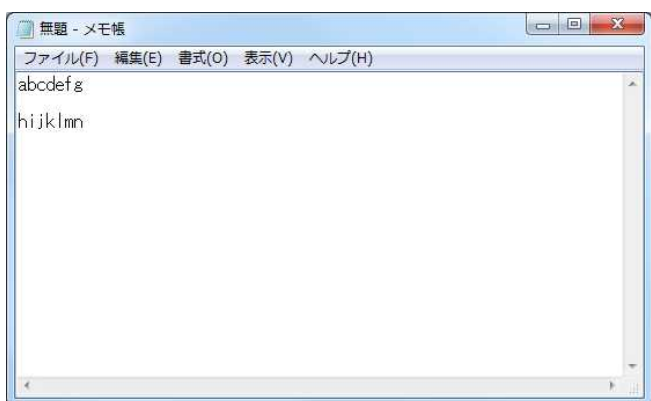 無題 - メモ帳
ファイル(F) 編集(E) 書式(O) 表示(V) ヘルプ(H)
abcdefg
hijklmn